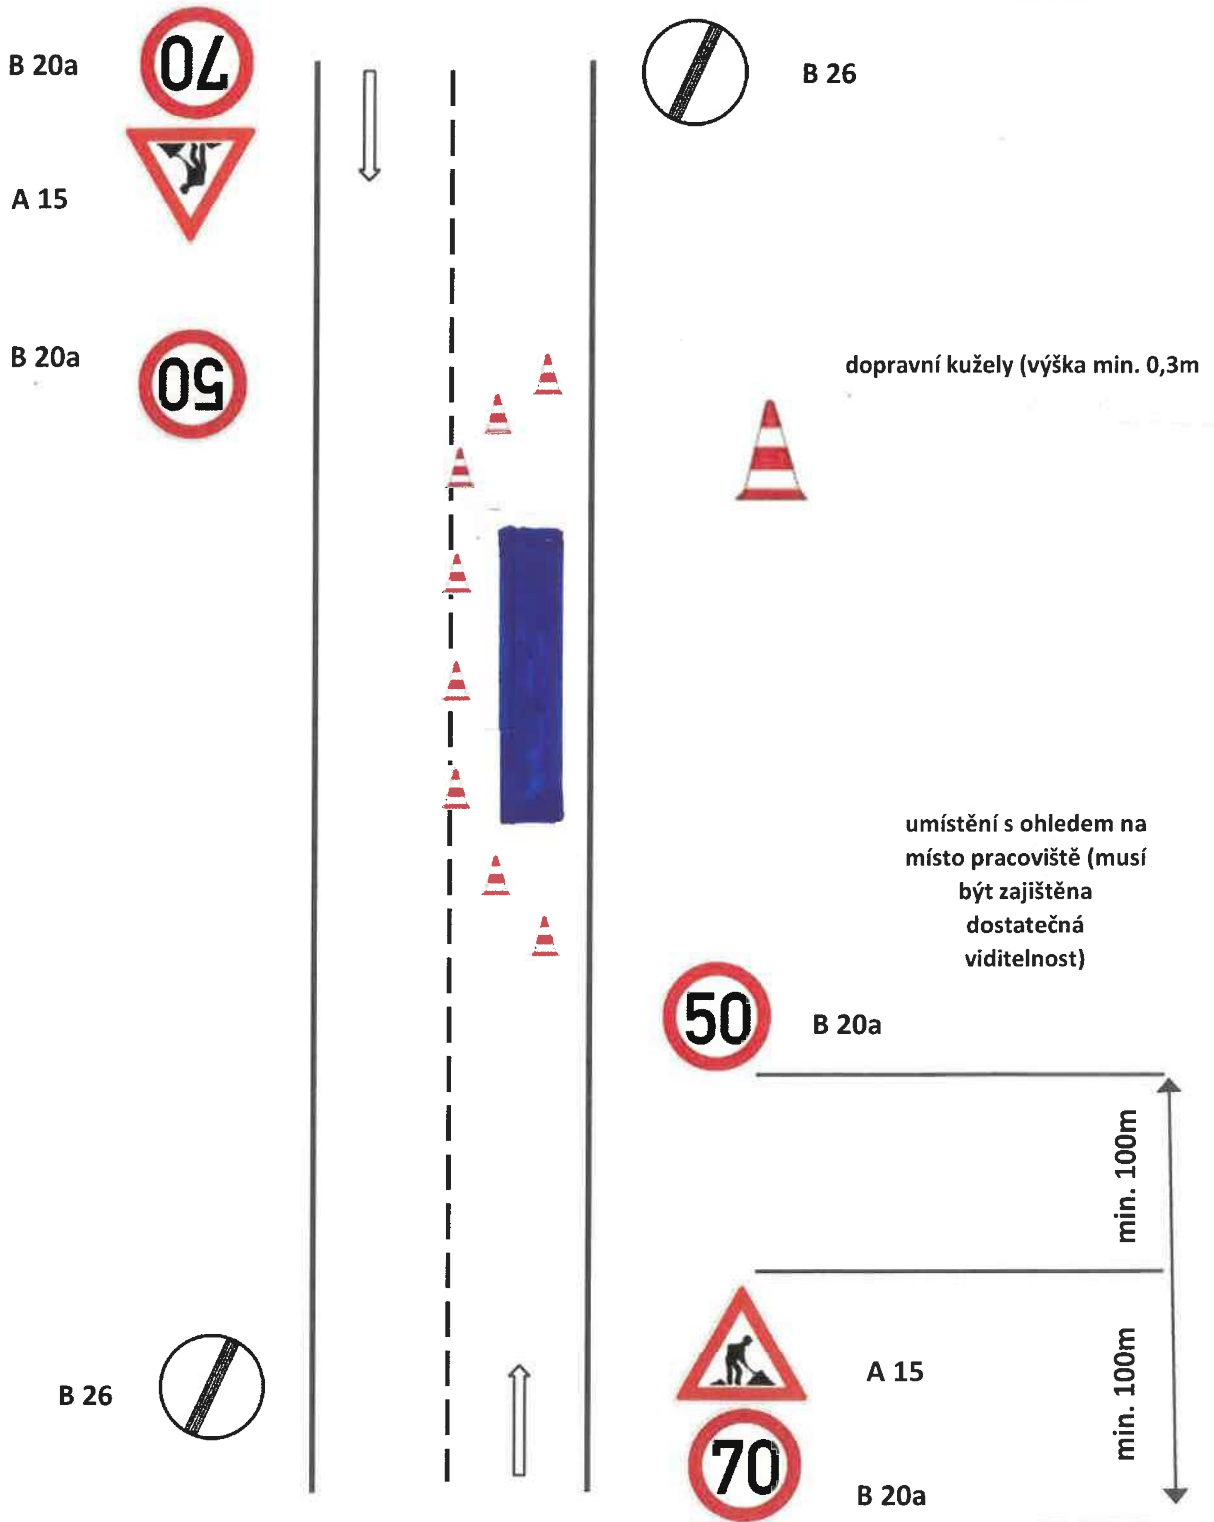 B 20a
70
B 26
A 15
B 20a
50
dopravní kužely (výška min. 0,3m
umístění s ohledem na
místo pracoviště (musí
být zajištěna
dostatečná
viditelnost)
50
B 20a
min. 100m
A 15
min. 100m
B 26
70
B 20a